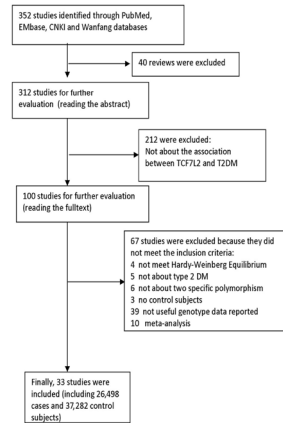 352 studies identified through PubMed,
EMbase, CNKI and Wanfang databases
40 reviews were excluded
312 studies for further
evaluation (reading the abstract)
212 were excluded:
Not about the association
between TCF7L2 and T2DM
100 studies for further evaluation
(reading the fulltext)
67 studies were excluded because they did
not meet the inclusion criteria:
4 not meet Hardy-Weinberg Equilibrium
5 not about type 2 DM
6 not about two specific polymorphism
3 no control subjects
39 not useful genotype data reported
10 meta-analysis
Finally, 33 studies were
included (including 26,498
cases and 37,282 control
subjects)